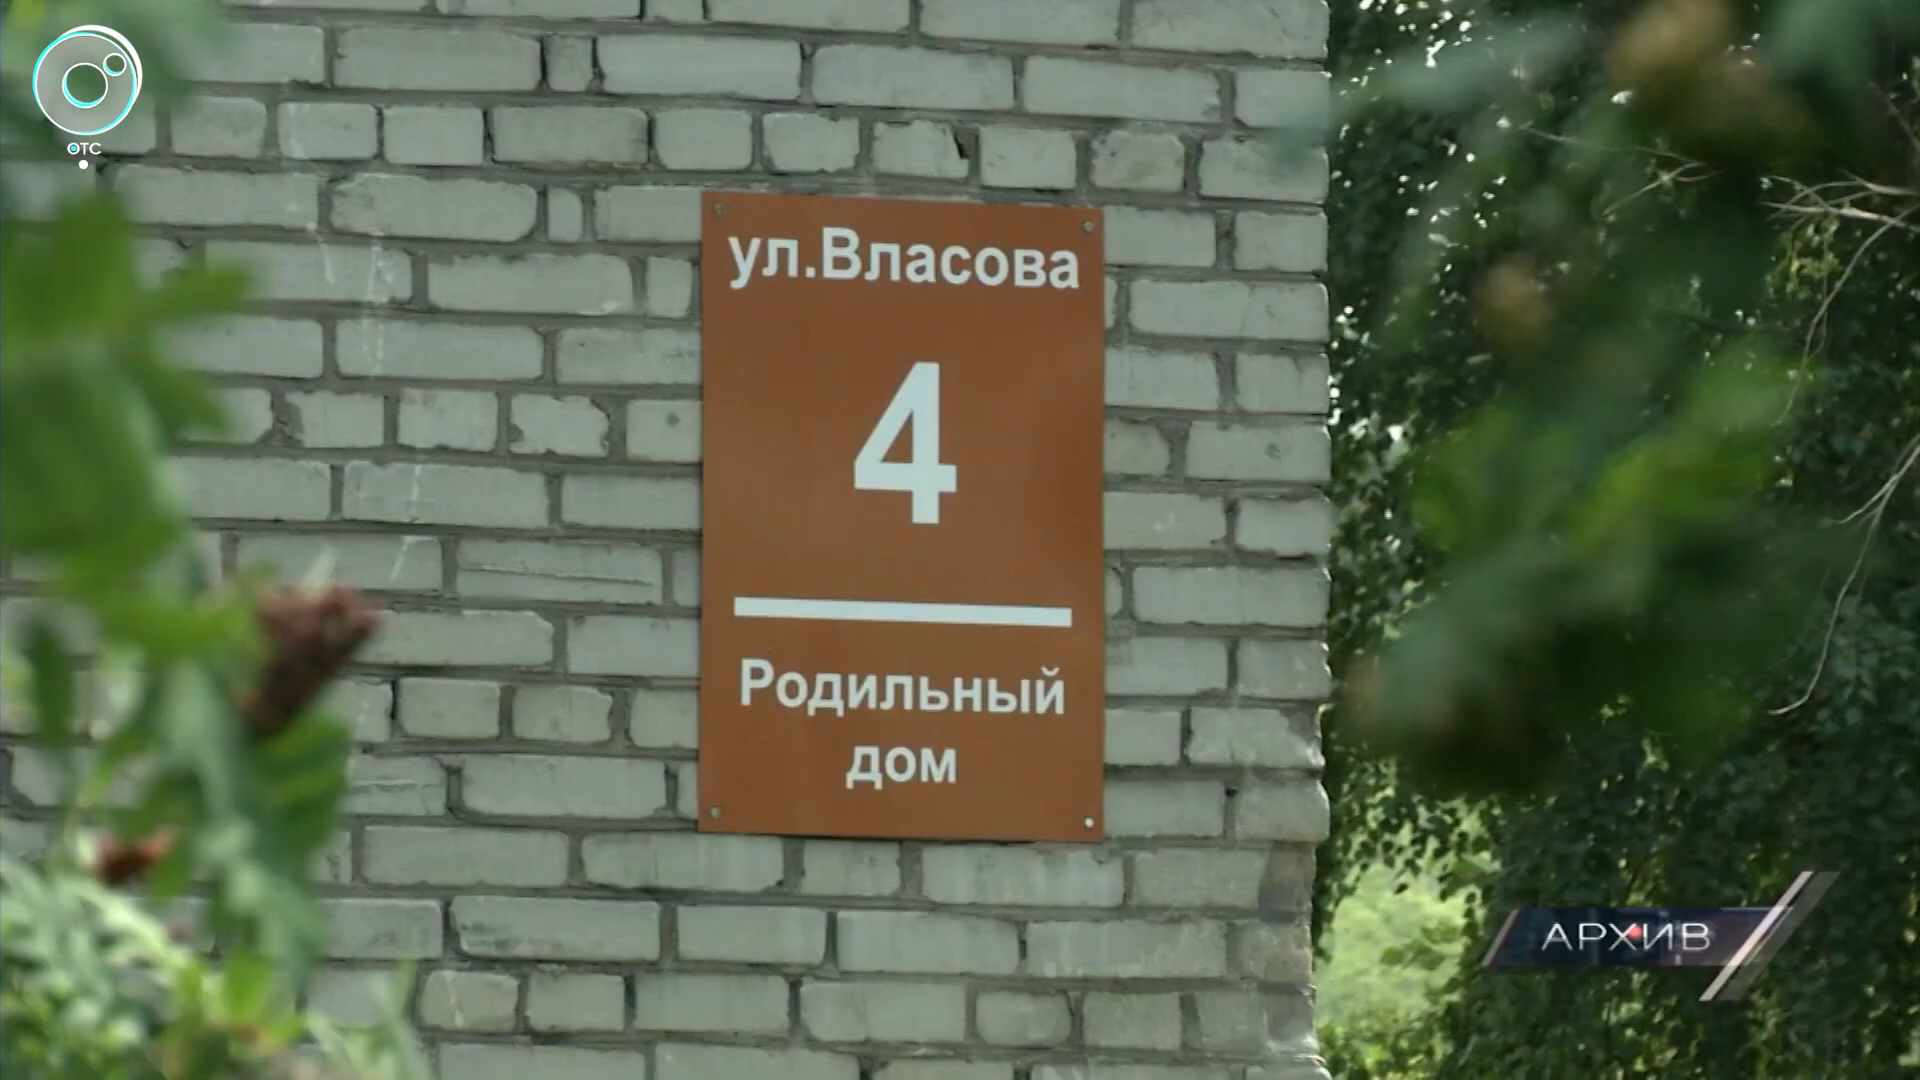 ОТС
ул.Власова
4
Родильный
дом
АРХИВ